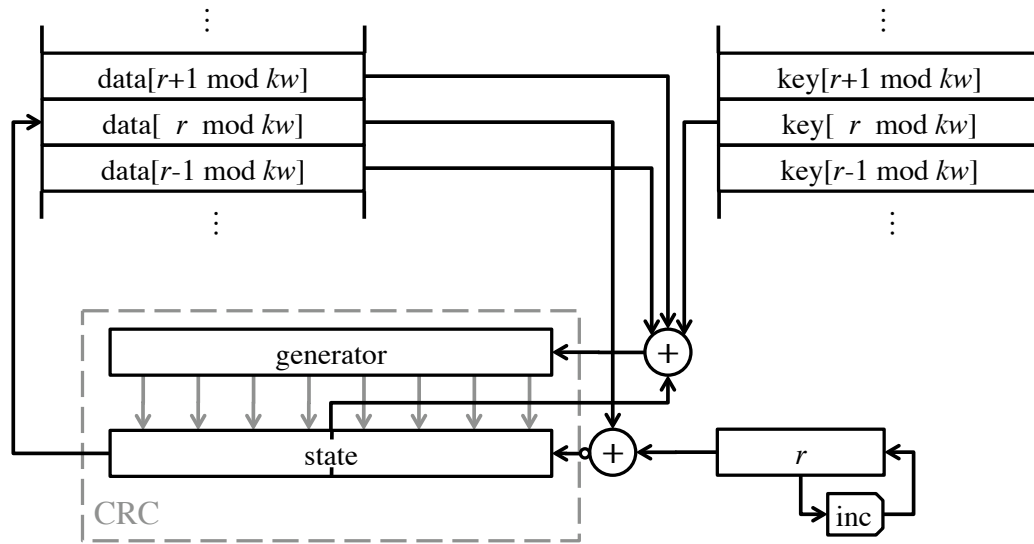 ⋮ ⋮
data[r+1 mod kw] key[r+1 mod kw]
data[ r mod kw] key[ r mod kw]
data[r-1 mod kw] key[r-1 mod kw]
⋮ ⋮
generator +
state + r
CRC inc